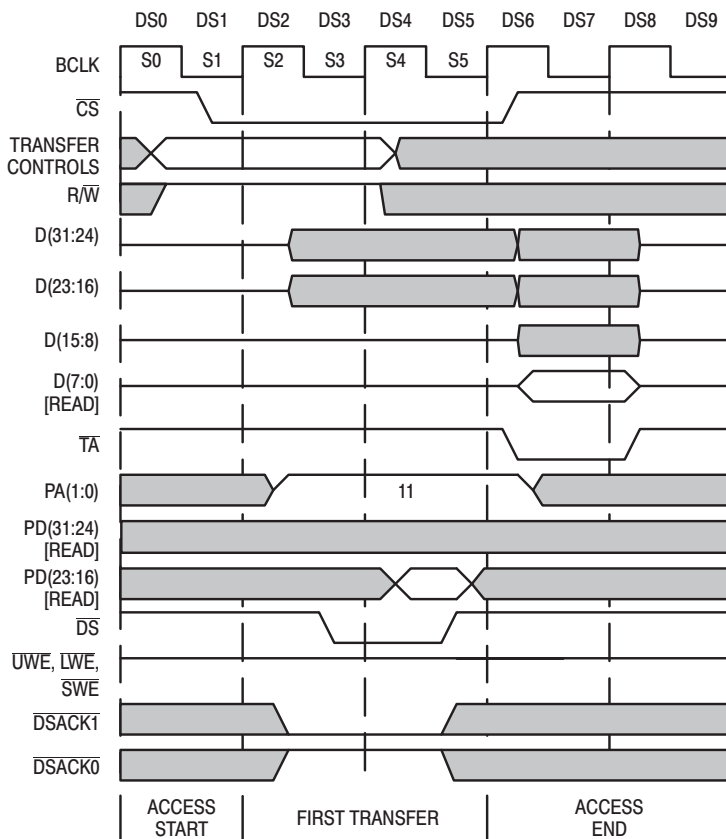 DS0 DS1 DS2 DS3 DS4 DS5 DS6 DS7 DS8 DS9
BCLK S0 S1 S2 S3 S4 S5
CS
TRANSFER
CONTROLS
R/W
D(31:24)
D(23:16)
D(15:8)
D(7:0)
[READ]
TA
PA(1:0) 11
PD(31:24)
[READ]
PD(23:16)
[READ]
DS
UWE, LWE,
SWE
DSACK1
DSACK0
ACCESS
START
FIRST TRANSFER
ACCESS
END